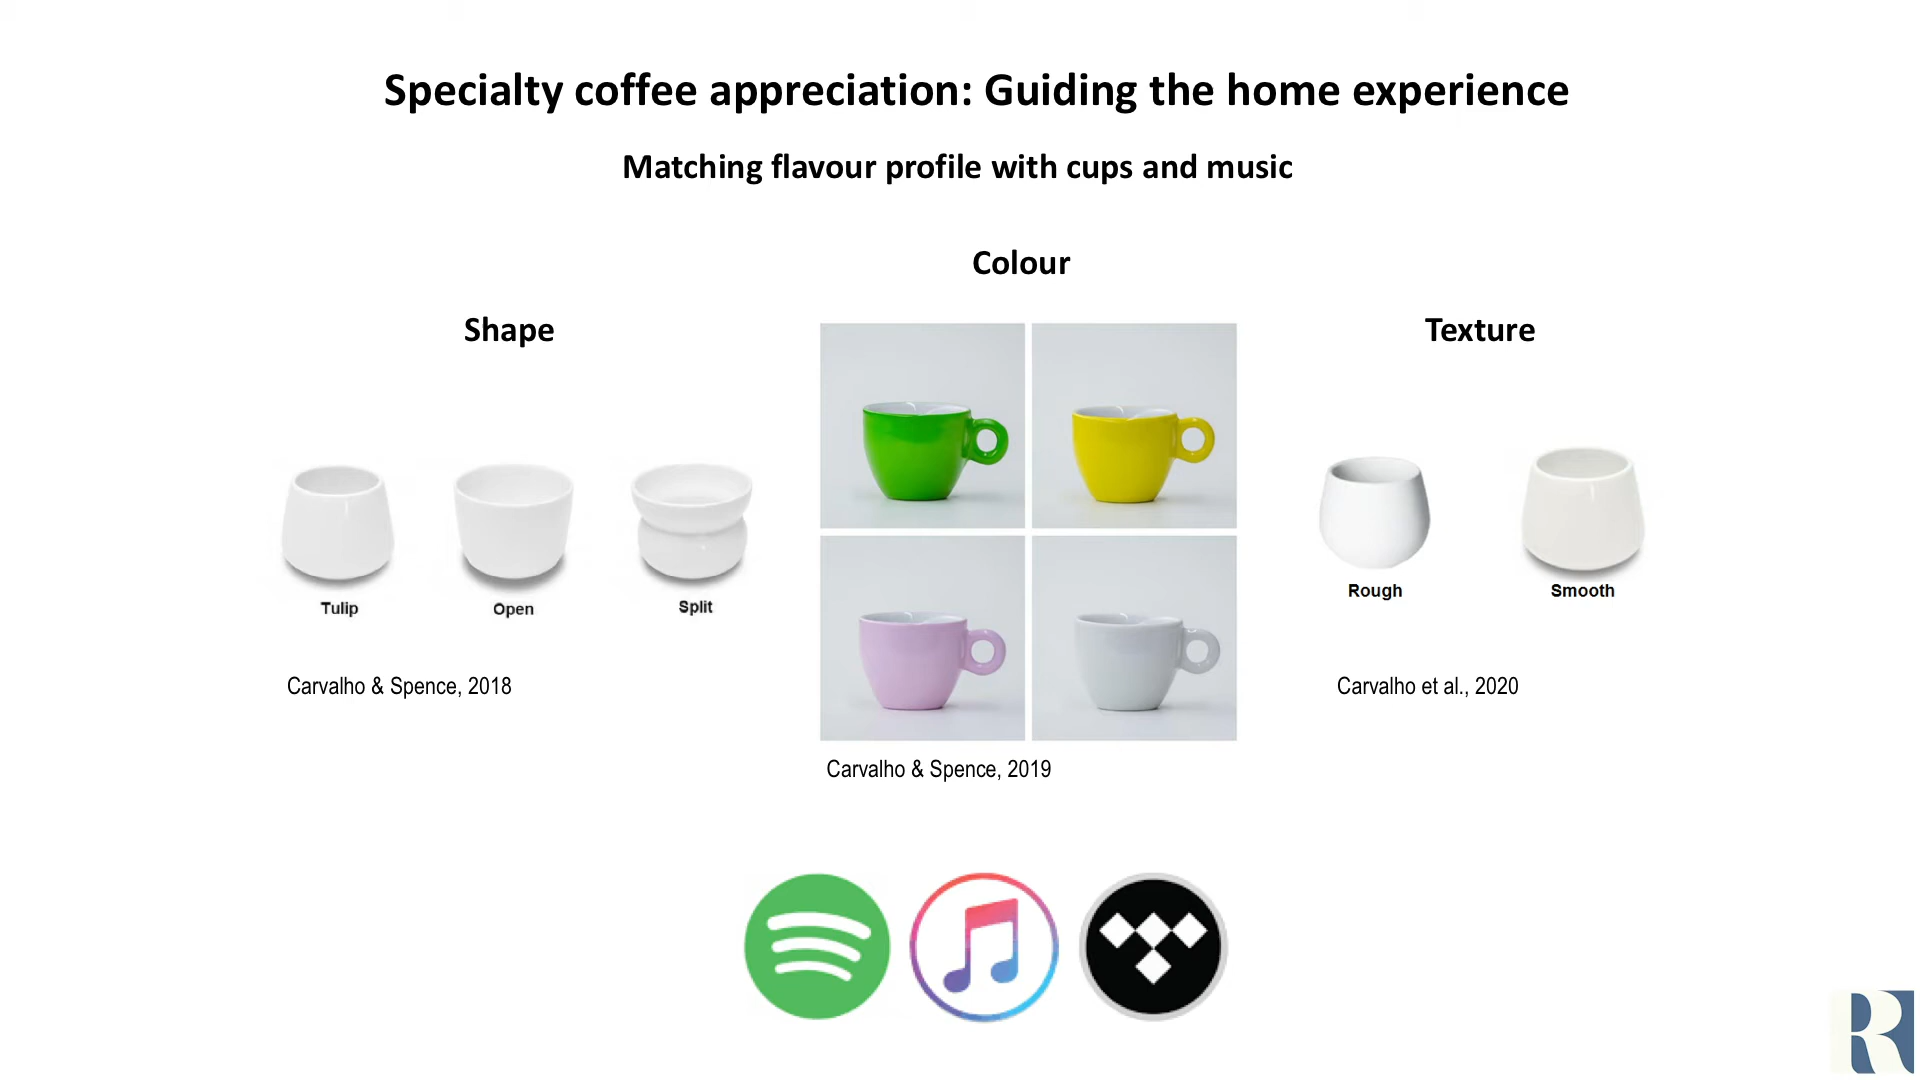 Specialty coffee appreciation: Guiding the home experience
Matching flavour profile with cups and music
Colour
Shape
Texture
Tulip
Open
Split
Rough
Smooth
Carvalho & Spence, 2018
Carvalho et al., 2020
Carvalho & Spence, 2019
R